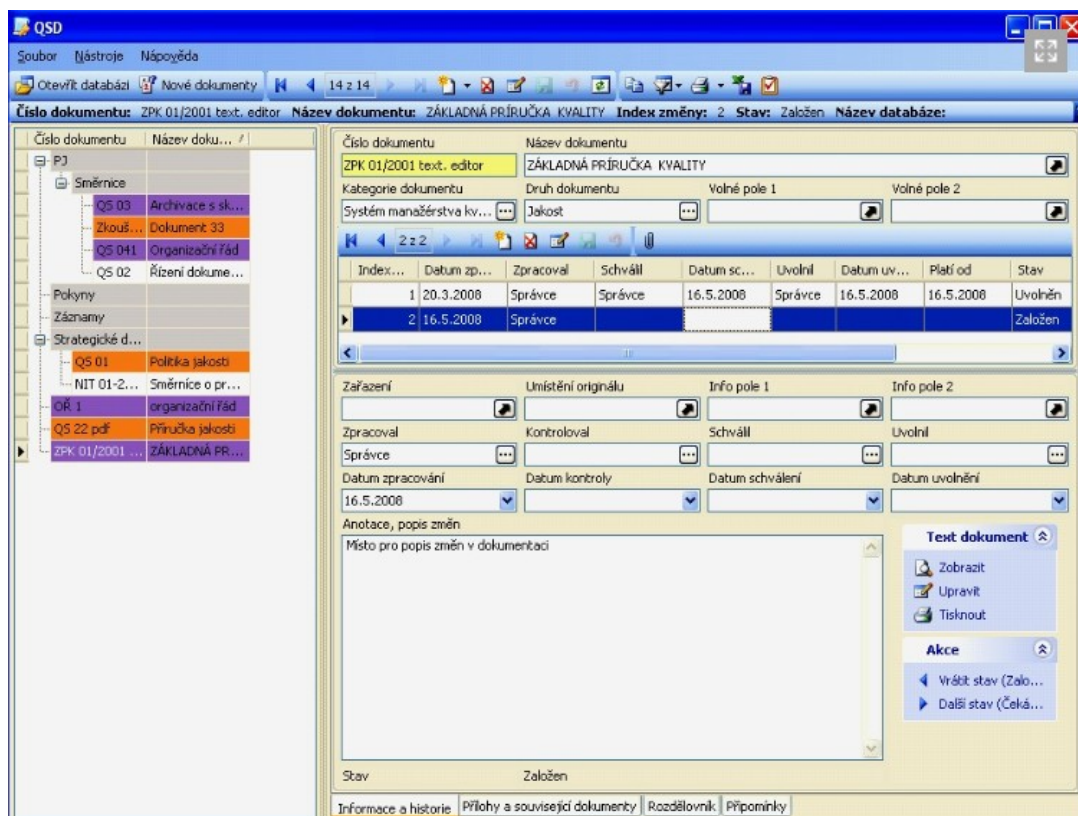 QSD
Soubor Nástroje Nápověda
Otevřít databázi Nové dokumenty 14 z 14
Číslo dokumentu: ZPK 01/2001 text. editor Název dokumentu: ZÁKLADNÁ PRÍRUČKA KVALITY Index změny: 2 Stav: Založen Název databáze:
Číslo dokumentu Název doku...
PJ
Směrnice
QS 03 Archivace s sk...
Zkouš... Dokument 33
QS 041 Organizační řád
QS 02 Řízení dokume...
Pokyny
Záznamy
Strategické d...
QS 01 Politika jakosti
NIT 01-2... Směrníce o pr...
OŘ 1 organizační řád
QS 22 pdf Příručka jakosti
ZPK 01/2001 ... ZÁKLADNÁ PR...
Číslo dokumentu Název dokumentu
ZPK 01/2001 text. editor ZÁKLADNÁ PRÍRUČKA KVALITY
Kategorie dokumentu Druh dokumentu Volné pole 1 Volné pole 2
Systém manažérstva kv... Jakost
2 z 2
Index... Datum zp... Zpracoval Schválil Datum sc... Uvolnil Datum uv... Platí od Stav
1 20.3.2008 Správce Správce 16.5.2008 Správce 16.5.2008 16.5.2008 Uvolněn
2 16.5.2008 Správce Založen
Zařazení Umístění originálu Info pole 1 Info pole 2
Zpracoval Kontroloval Schválil Uvolnil
Správce
Datum zpracování Datum kontroly Datum schválení Datum uvolnění
16.5.2008
Anotace, popis změn
Místo pro popis změn v dokumentaci
Text dokument
Zobrazit
Upravit
Tisknout
Akce
Vrátit stav (Zalo...
Další stav (Čeká...
Stav Založen
Informace a historie Přílohy a související dokumenty Rozdělovník Připomínky